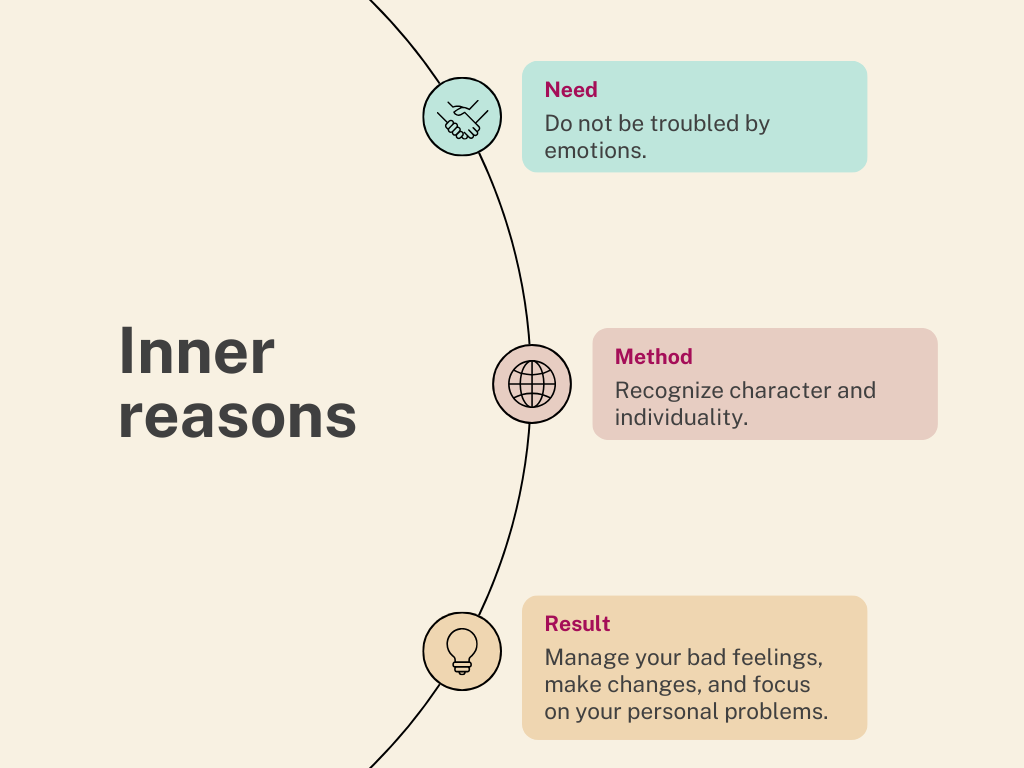 Inner
reasons
Need
Do not be troubled by
emotions.
Method
Recognize character and
individuality.
Result
Manage your bad feelings,
make changes, and focus
on your personal problems.